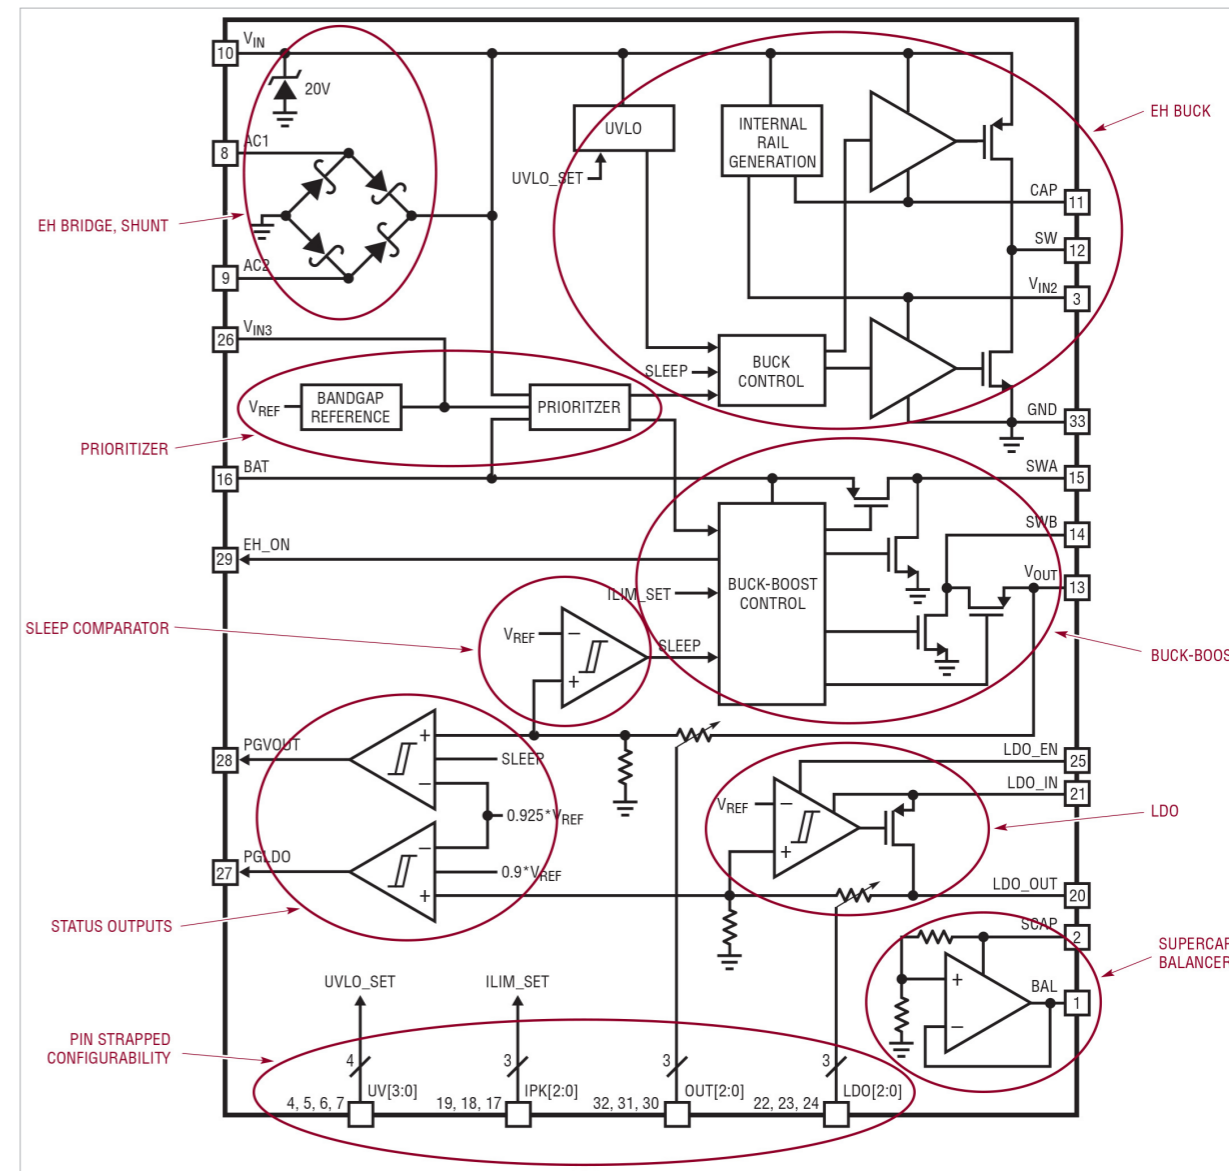 10
VIN
20V
8
AC1
9
AC2
EH BRIDGE, SHUNT
UVLO
UVLO_SET
INTERNAL
RAIL
GENERATION
EH BUCK
CAP
11
SW
12
VIN2
3
26
VIN3
SLEEP
BUCK
CONTROL
VREF
BANDGAP
REFERENCE
PRIORITZER
GND
33
PRIORITIZER
16
BAT
SWA
15
SWB
14
29
EH_ON
VOUT
13
ILIM_SET
BUCK-BOOST
CONTROL
SLEEP COMPARATOR
VREF
−
+
SLEEP
BUCK-BOOS
28
PGVOUT
+
SLEEP
−
0.925*VREF
27
PGLDO
−
0.9*VREF
+
STATUS OUTPUTS
LDO_EN
25
LDO_IN
21
VREF
−
+
LDO
LDO_OUT
20
SCAP
2
SUPERCAP
BALANCER
+
−
BAL
1
UVLO_SET
ILIM_SET
PIN STRAPPED
CONFIGURABILITY
4
3
3
3
4, 5, 6, 7
UV[3:0]
19, 18, 17
IPK[2:0]
32, 31, 30
OUT[2:0]
22, 23, 24
LDO[2:0]